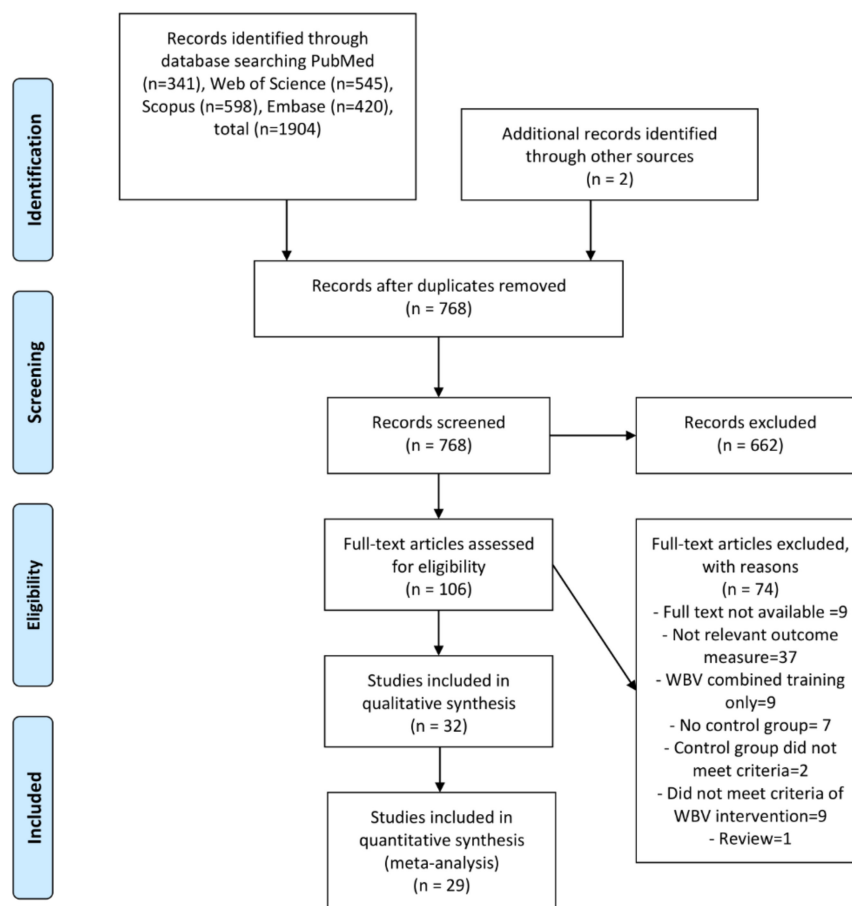 Identification
Records identified through
database searching PubMed
(n=341), Web of Science (n=545),
Scopus (n=598), Embase (n=420),
total (n=1904)
Additional records identified
through other sources
(n = 2)
Records after duplicates removed
(n = 768)
Screening
Records screened
(n = 768)
Records excluded
(n = 662)
Eligibility
Full-text articles assessed
for eligibility
(n = 106)
Full-text articles excluded,
with reasons
(n = 74)
- Full text not available =9
- Not relevant outcome
measure=37
- WBV combined training
only=9
- No control group= 7
- Control group did not
meet criteria=2
- Did not meet criteria of
WBV intervention=9
- Review=1
Studies included in
qualitative synthesis
(n = 32)
Included
Studies included in
quantitative synthesis
(meta-analysis)
(n = 29)